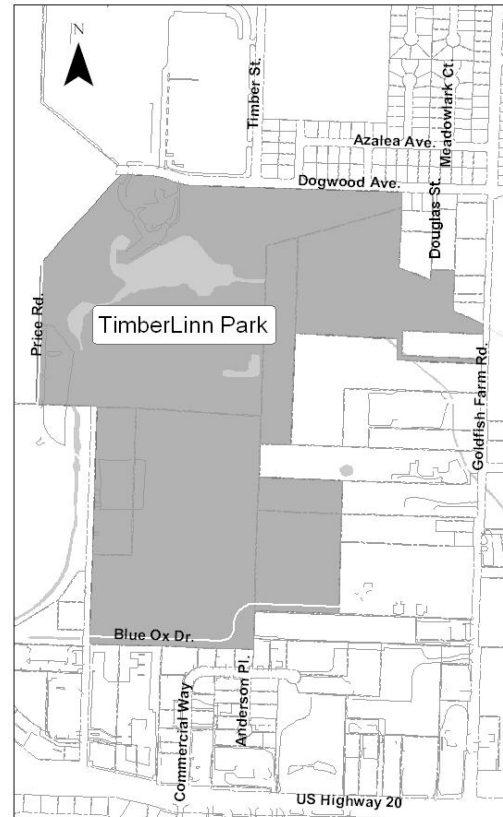 N
Timber St.
Meadowlark Ct.
Azalea Ave.
Dogwood Ave.
Douglas St.
Price Rd.
TimberLinn Park
Goldfish Farm Rd.
Blue Ox Dr.
Commercial Way
Anderson Pl.
US Highway 20